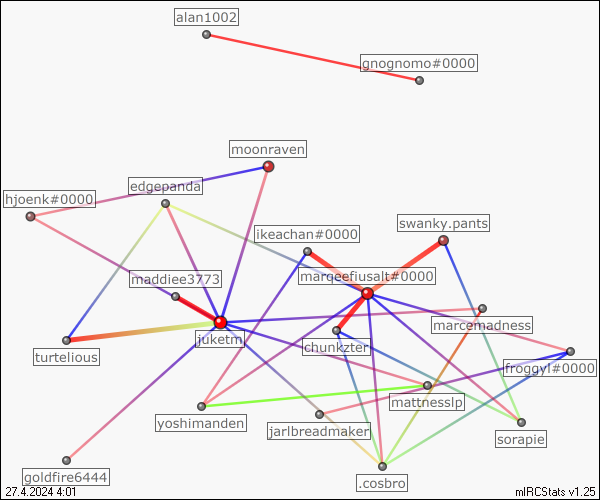 alan1002
gnognomo#0000
moonraven
edgepanda
hjoenk#0000
swanky.pants
ikeachan#0000
maddiee3773
marqeefiusalt#0000
marcemadness
juketm
chunkzter
turtelious
froggyl#0000
mattnesslp
yoshimanden
jarlbreadmaker
sorapie
goldfire6444
.cosbro
27.4.2024 4:01
mIRCStats v1.25